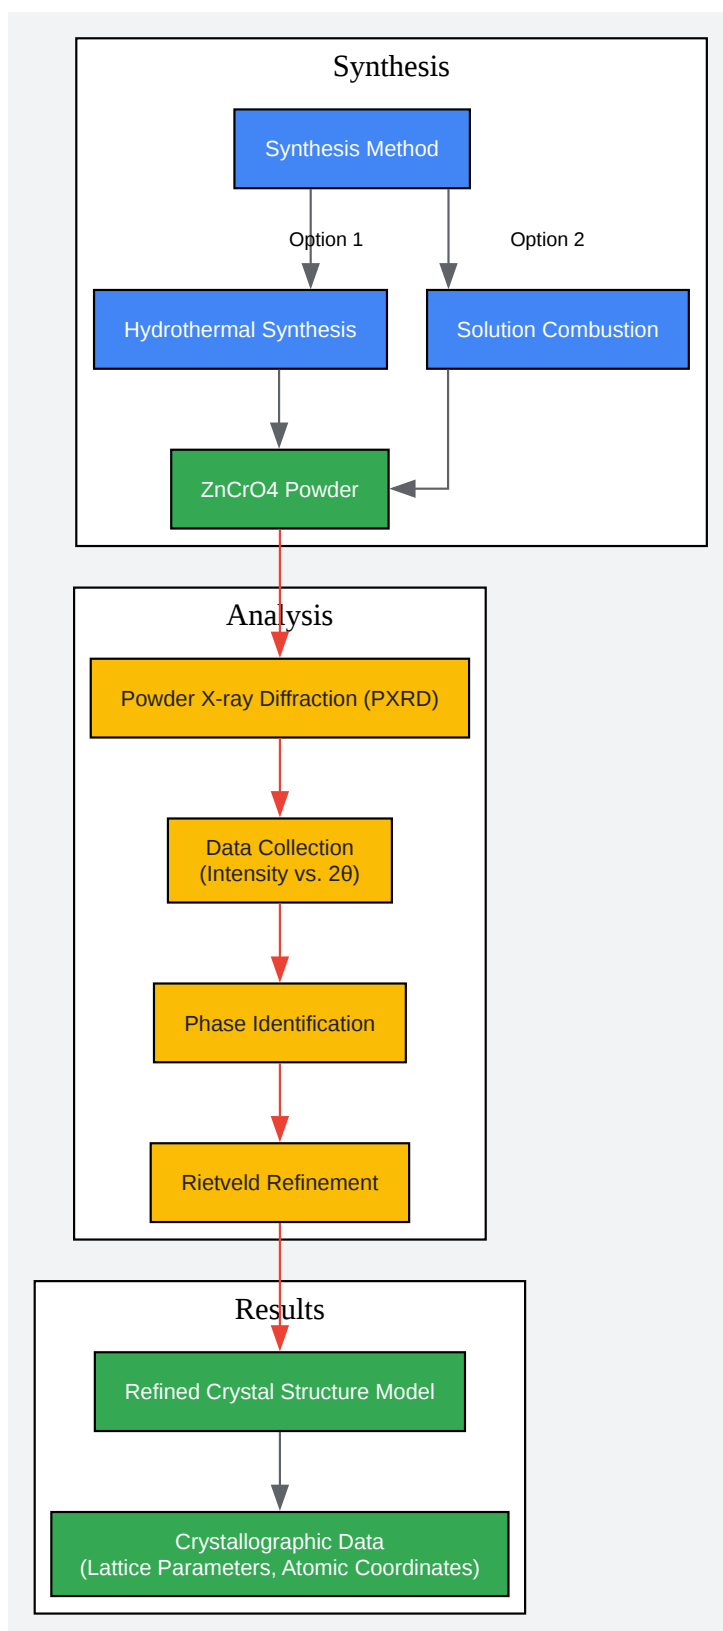 Synthesis
Synthesis Method
Option 1
Option 2
Hydrothermal Synthesis
Solution Combustion
ZnCrO4 Powder
Analysis
Powder X-ray Diffraction (PXRD)
Data Collection
(Intensity vs. 2θ)
Phase Identification
Rietveld Refinement
Results
Refined Crystal Structure Model
Crystallographic Data
(Lattice Parameters, Atomic Coordinates)